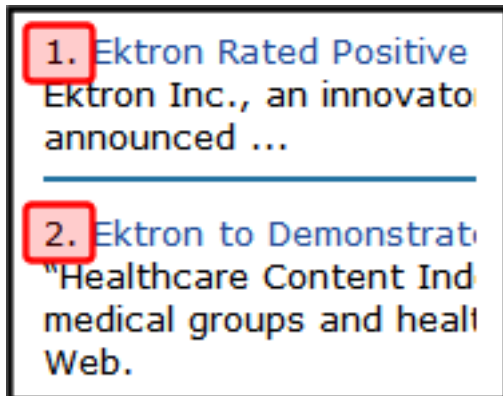 1. Ektron Rated Positive
Ektron Inc., an innovato
announced ...
2. Ektron to Demonstrat
"Healthcare Content Ind
medical groups and healt
Web.